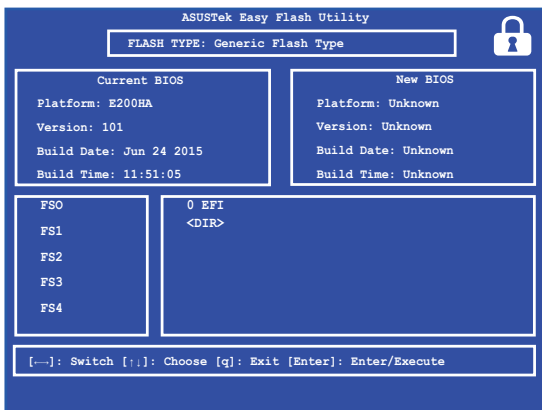 ASUSTek Easy Flash Utility
FLASH TYPE: Generic Flash Type
Current BIOS
Platform: E200HA
Version: 101
Build Date: Jun 24 2015
Build Time: 11:51:05
New BIOS
Platform: Unknown
Version: Unknown
Build Date: Unknown
Build Time: Unknown
FSO
FS1
FS2
FS3
FS4
0 EFI
<DIR>
[←→]: Switch [↑↓]: Choose [q]: Exit [Enter]: Enter/Execute